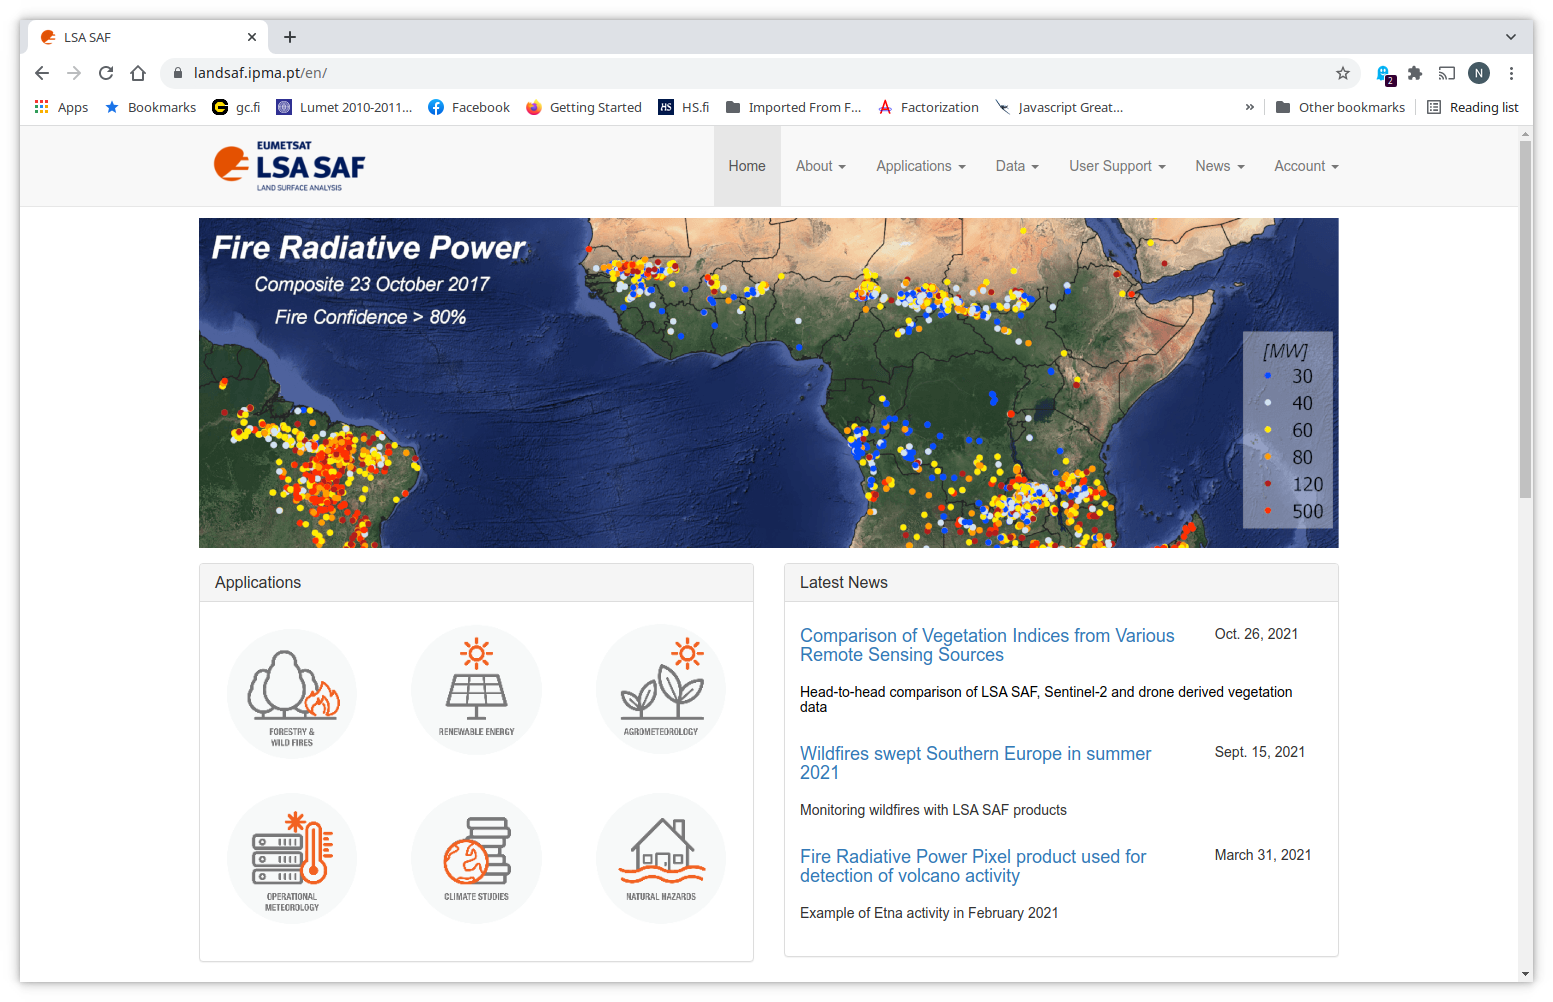 LSA SAF
landsaf.ipma.pt/en/
2
N
Apps
Bookmarks
gc.fi
Lumet 2010-2011...
Facebook
Getting Started
HS HS.fi
Imported From F...
Factorization
Javascript Great...
»
Other bookmarks
Reading list
EUMETSAT
LSA SAF
LAND SURFACE ANALYSIS
Home
About
Applications
Data
User Support
News
Account
Fire Radiative Power
Composite 23 October 2017
Fire Confidence > 80%
[MW]
30
40
60
80
120
500
Applications
FORESTRY &
WILD FIRES
RENEWABLE ENERGY
AGROMETEOROLOGY
OPERATIONAL
METEOROLOGY
CLIMATE STUDIES
NATURAL HAZARDS
Latest News
Comparison of Vegetation Indices from Various
Remote Sensing Sources
Oct. 26, 2021
Head-to-head comparison of LSA SAF, Sentinel-2 and drone derived vegetation
data
Wildfires swept Southern Europe in summer
2021
Sept. 15, 2021
Monitoring wildfires with LSA SAF products
Fire Radiative Power Pixel product used for
detection of volcano activity
March 31, 2021
Example of Etna activity in February 2021